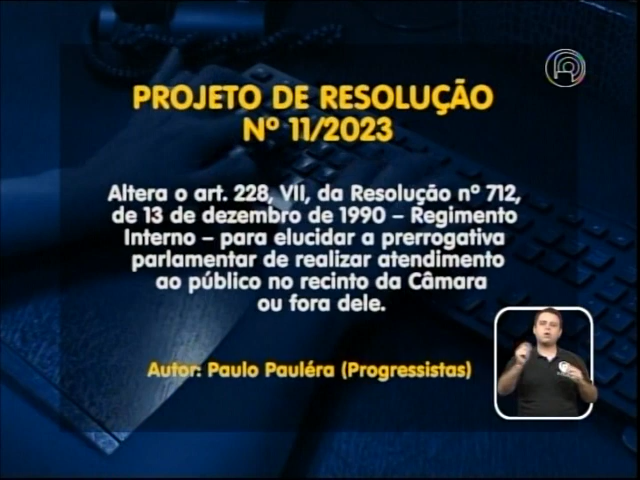 PROJETO DE RESOLUÇÃO
Nº 11/2023
Altera o art. 228, VII, da Resolução nº 712,
de 13 de dezembro de 1990 – Regimento
Interno – para elucidar a prerrogativa
parlamentar de realizar atendimento
ao público no recinto da Câmara
ou fora dele.
Autor: Paulo Pauléra (Progressistas)